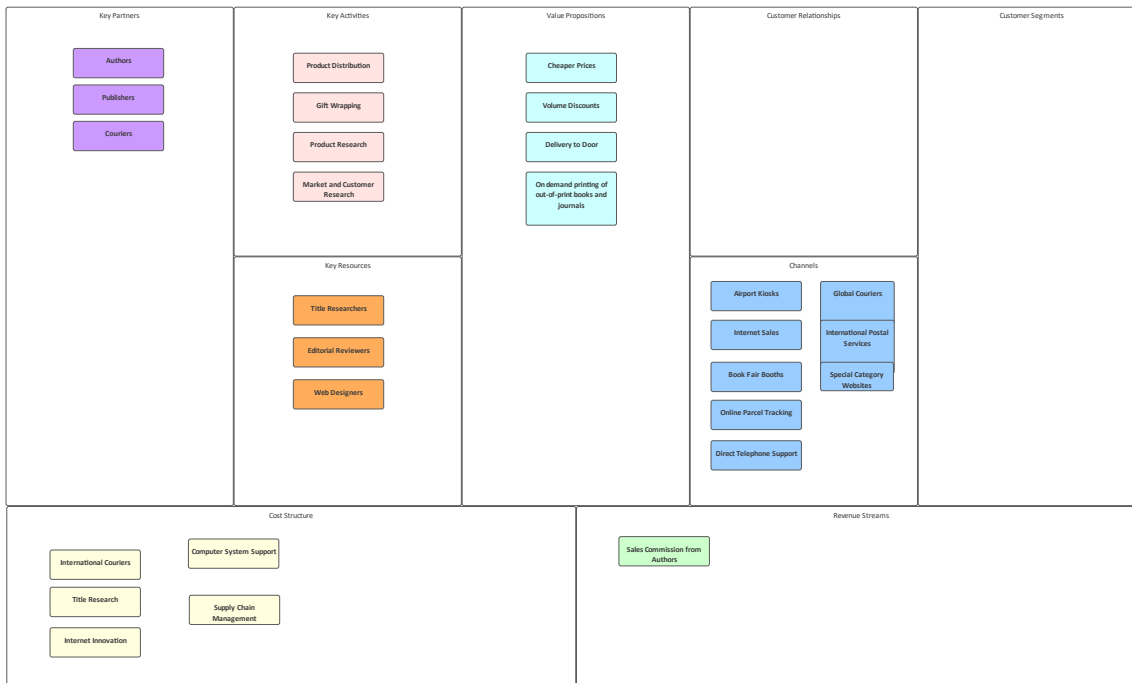 Key Partners
Authors
Publishers
Couriers
Key Activities
Product Distribution
Gift Wrapping
Product Research
Market and Customer
Research
Key Resources
Title Researchers
Editorial Reviewers
Web Designers
Value Propositions
Cheaper Prices
Volume Discounts
Delivery to Door
On demand printing of
out-of-print books and
journals
Customer Relationships
Channels
Airport Kiosks
Internet Sales
Book Fair Booths
Online Parcel Tracking
Direct Telephone Support
Global Couriers
International Postal
Services
Special Category
Websites
Customer Segments
Cost Structure
International Couriers
Title Research
Internet Innovation
Computer System Support
Supply Chain
Management
Revenue Streams
Sales Commission from
Authors